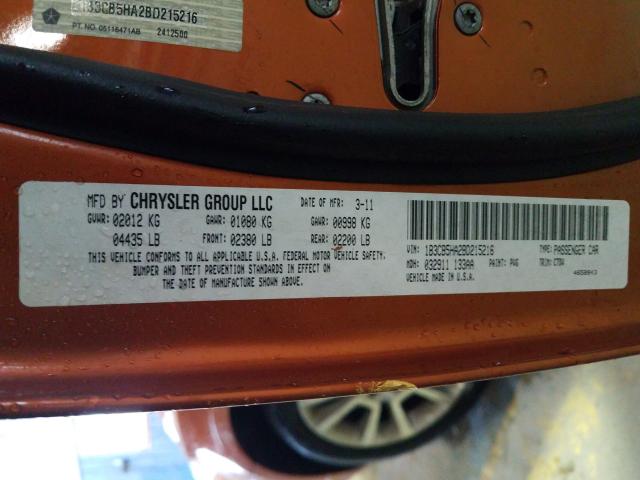 1B3CB5HA2BD215216
PT. NO. 05116471AB 2412500
MFD BY CHRYSLER GROUP LLC DATE OF MFR: 3-11
GVWR: 02012 KG GAWR: 01080 KG GAWR: 00998 KG
04435 LB FRONT: 02380 LB REAR: 02200 LB
THIS VEHICLE CONFORMS TO ALL APPLICABLE U.S.A. FEDERAL MOTOR VEHICLE SAFETY,
BUMPER AND THEFT PREVENTION STANDARDS IN EFFECT ON
THE DATE OF MANUFACTURE SHOWN ABOVE.
VIN: 1B3CB5HA2BD215216 TYPE: PASSENGER CAR
MDH: 032911 133AA PAINT: PVG TRIM: CTDV
VEHICLE MADE IN U.S.A. 4658843